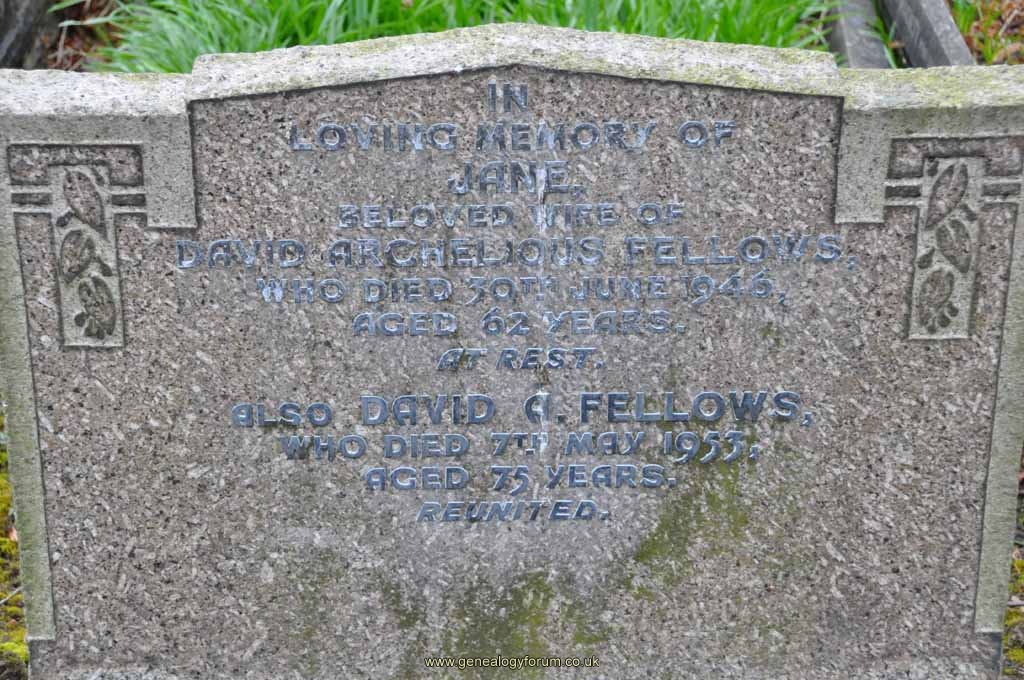 IN
LOVING MEMORY OF
JANE,
BELOVED WIFE OF
DAVID ARCHELIOUS FELLOWS,
WHO DIED 30TH JUNE 1946,
AGED 62 YEARS.
AT REST.
ALSO DAVID A. FELLOWS,
WHO DIED 7TH MAY 1953,
AGED 75 YEARS.
REUNITED.
www.genealogyforum.co.uk